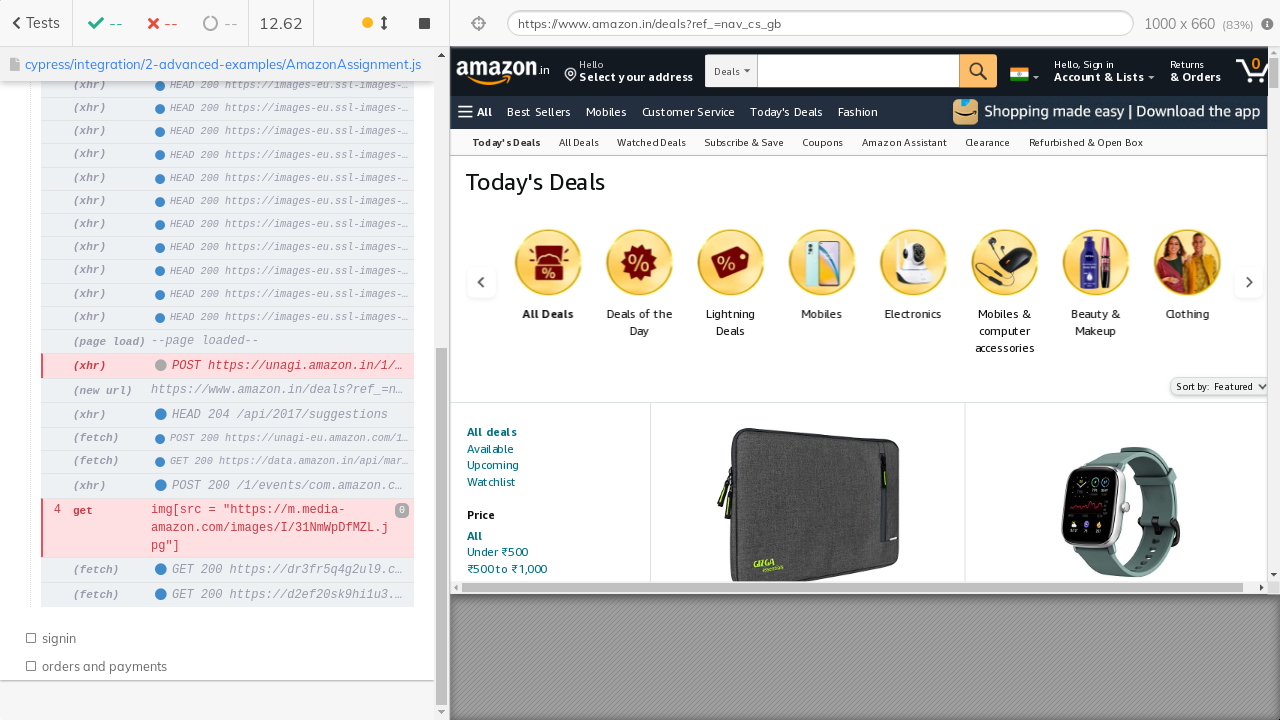 Tests
--
--
--
12.62
https://www.amazon.in/deals?ref_=nav_cs_gb
1000 x 660 (83%)
cypress/integration/2-advanced-examples/AmazonAssignment.js
(xhr) HEAD 200 https://images-eu.ssl-images-...
(xhr) HEAD 200 https://images-eu.ssl-images-...
(xhr) HEAD 200 https://images-eu.ssl-images-...
(xhr) HEAD 200 https://images-eu.ssl-images-...
(xhr) HEAD 200 https://images-eu.ssl-images-...
(xhr) HEAD 200 https://images-eu.ssl-images-...
(xhr) HEAD 200 https://images-eu.ssl-images-...
(xhr) HEAD 200 https://images-eu.ssl-images-...
(xhr) HEAD 200 https://images-eu.ssl-images-...
(xhr) HEAD 200 https://images-eu.ssl-images-...
(xhr) HEAD 200 https://images-eu.ssl-images-...
(page load) --page loaded--
(xhr) POST https://unagi.amazon.in/1/...
(new url) https://www.amazon.in/deals?ref_=n...
(xhr) HEAD 204 /api/2017/suggestions
(fetch) POST 200 https://unagi-eu.amazon.com/1...
(fetch) GET 200 https://data.amazon.in/api/mar...
(xhr) POST 200 /1/events/com.amazon.c...
4 get img[src = "https://m.media-
amazon.com/images/I/31NmWpDfMZL.j
pg"]
0
(fetch) GET 200 https://dr3fr5q4g2ul9.c...
(fetch) GET 200 https://d2ef20sk9hi1u3....
signin
orders and payments
amazon.in
Hello
Select your address
Deals
Hello, Sign in
Account & Lists
Returns
& Orders
0
All Best Sellers Mobiles Customer Service Today's Deals Fashion
Shopping made easy | Download the app
Today's Deals All Deals Watched Deals Subscribe & Save Coupons Amazon Assistant Clearance Refurbished & Open Box
Today's Deals
All Deals
Deals of the
Day
Lightning
Deals
Mobiles
Electronics
Mobiles &
computer
accessories
Beauty &
Makeup
Clothing
Sort by: Featured
All deals
Available
Upcoming
Watchlist
Price
All
Under ₹500
₹500 to ₹1,000
GIZGA
essentials